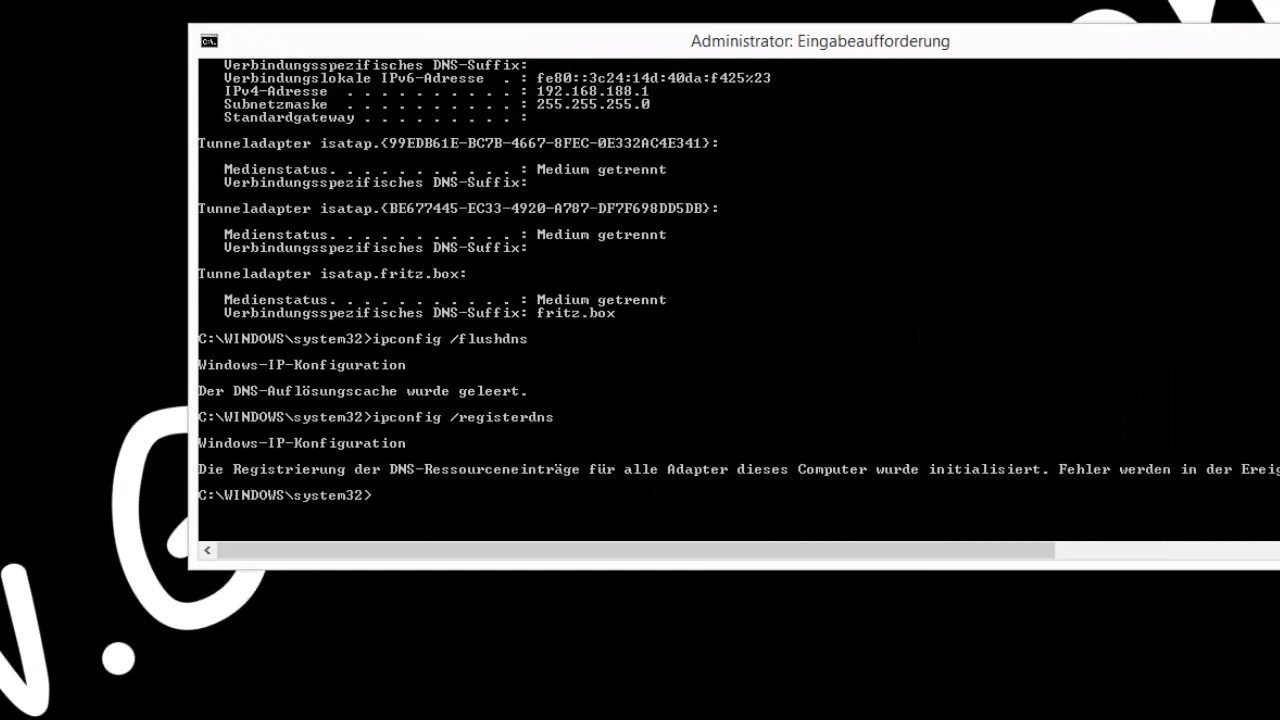 Administrator: Eingabeaufforderung
Verbindungsspezifisches DNS-Suffix:
Verbindungslokale IPv6-Adresse . : fe80::3c24:14d:40da:f425%23
IPv4-Adresse . . . . . . . . . . : 192.168.188.1
Subnetzmaske . . . . . . . . . . : 255.255.255.0
Standardgateway . . . . . . . . . :
Tunneladapter isatap.{99EDB61E-BC7B-4667-8FEC-0E332AC4E341}:
Medienstatus. . . . . . . . . . . : Medium getrennt
Verbindungsspezifisches DNS-Suffix:
Tunneladapter isatap.{BE677445-EC33-4920-A787-DF7F698DD5DB}:
Medienstatus. . . . . . . . . . . : Medium getrennt
Verbindungsspezifisches DNS-Suffix:
Tunneladapter isatap.fritz.box:
Medienstatus. . . . . . . . . . . : Medium getrennt
Verbindungsspezifisches DNS-Suffix: fritz.box
C:\WINDOWS\system32>ipconfig /flushdns
Windows-IP-Konfiguration
Der DNS-Auflösungscache wurde geleert.
C:\WINDOWS\system32>ipconfig /registerdns
Windows-IP-Konfiguration
Die Registrierung der DNS-Ressourceneinträge für alle Adapter dieses Computer wurde initialisiert. Fehler werden in der
C:\WINDOWS\system32>